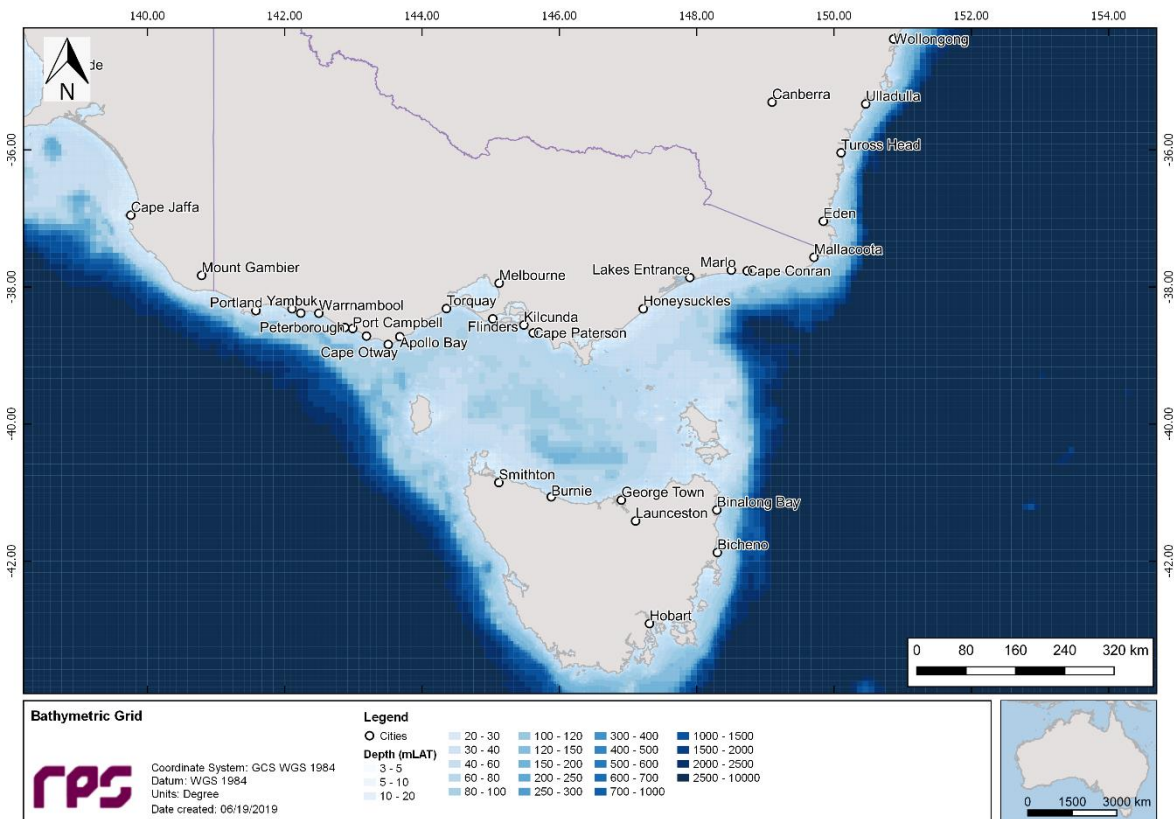 140.00 142.00 144.00 146.00 148.00 150.00 152.00 154.00
Wollongong
de
N
Canberra
Ulladulla
-36.00
-36.00
Tuross Head
Cape Jaffa
Eden
Mallacoota
Mount Gambier
Melbourne
Lakes Entrance
Marlo
Cape Conran
-38.00
-38.00
Portland
Yambuk
Warrnambool
Torquay
Honeysuckles
Peterborough
Port Campbell
Flinders
Kilcunda
Cape Paterson
Cape Otway
Apollo Bay
-40.00
-40.00
Smithton
Burnie
George Town
Binalong Bay
Launceston
Bicheno
-42.00
-42.00
Hobart
0 80 160 240 320 km
Bathymetric Grid
rps
Coordinate System: GCS WGS 1984
Datum: WGS 1984
Units: Degree
Date created: 06/19/2019
Legend
Cities
Depth (mLAT)
3 - 5
5 - 10
10 - 20
20 - 30
30 - 40
40 - 60
60 - 80
80 - 100
100 - 120
120 - 150
150 - 200
200 - 250
250 - 300
300 - 400
400 - 500
500 - 600
600 - 700
700 - 1000
1000 - 1500
1500 - 2000
2000 - 2500
2500 - 10000
0 1500 3000 km